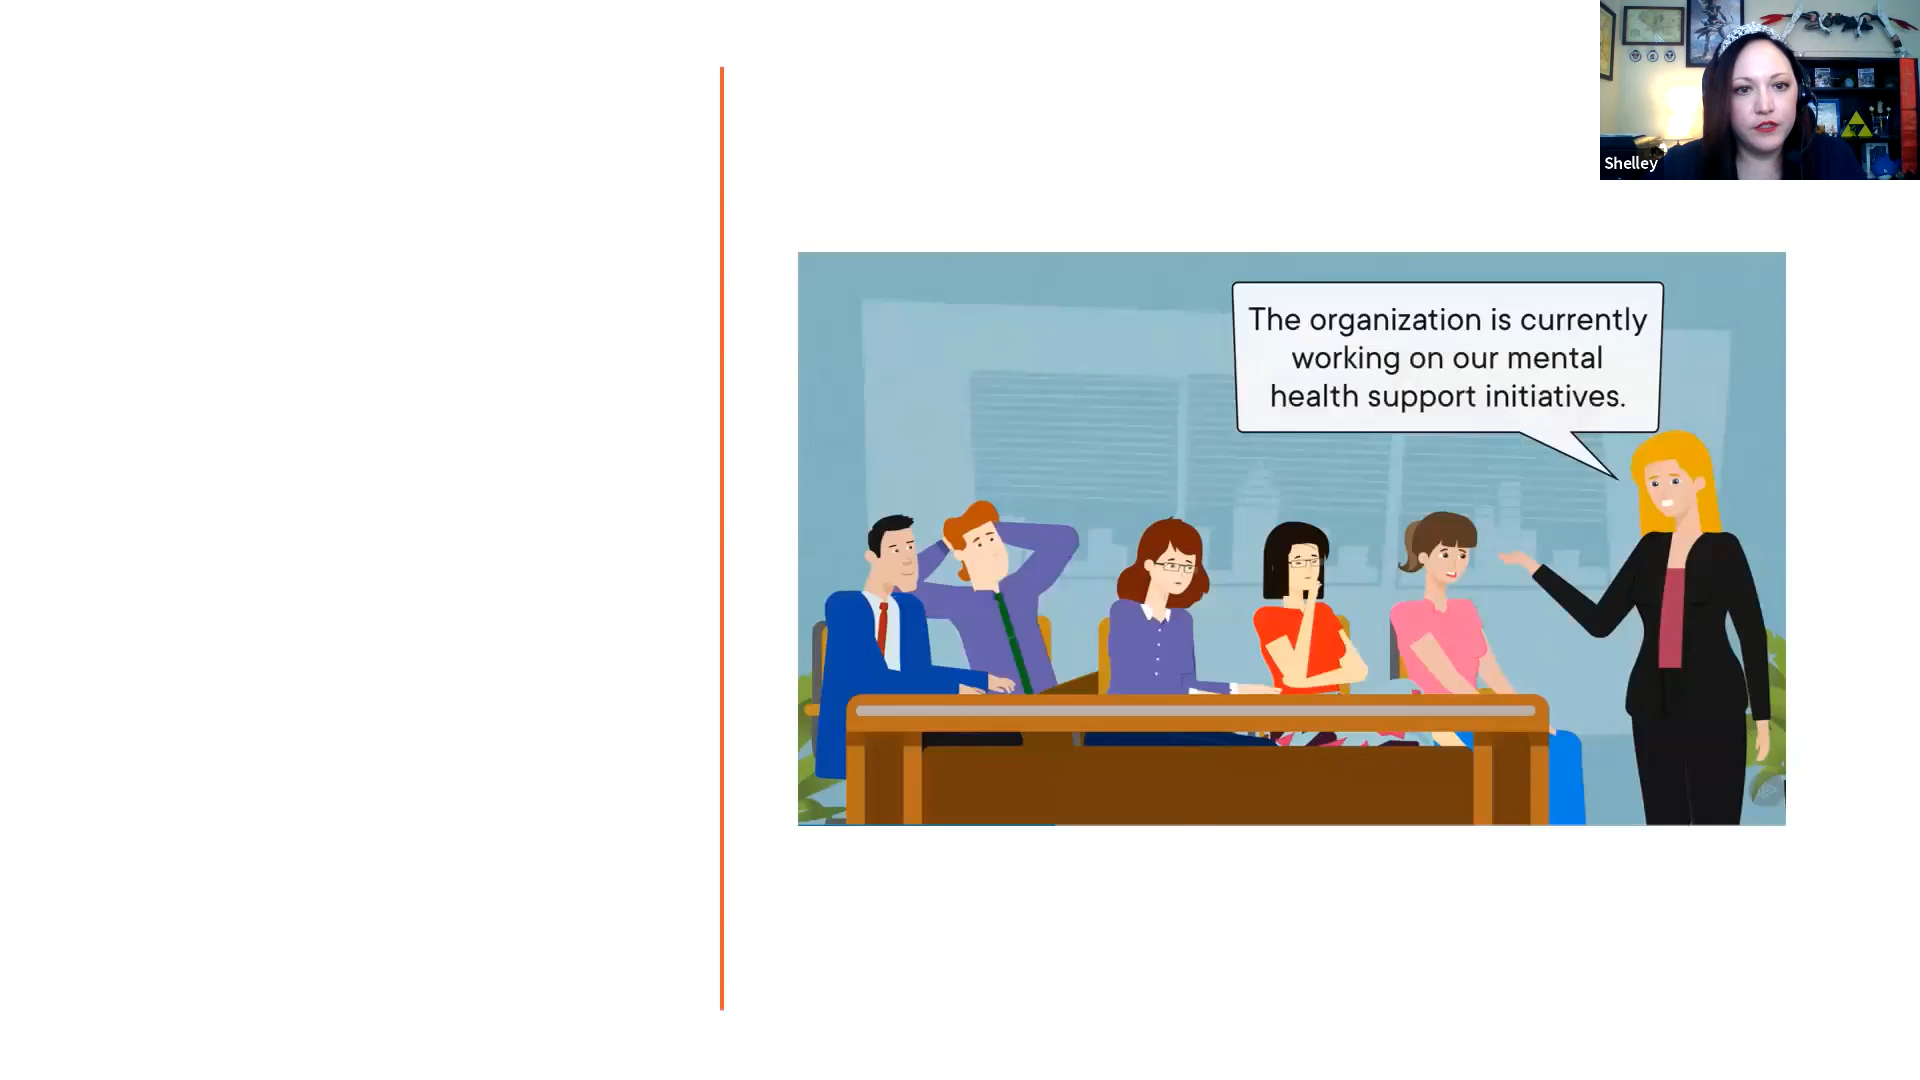 Shelley
The organization is currently
working on our mental
health support initiatives.